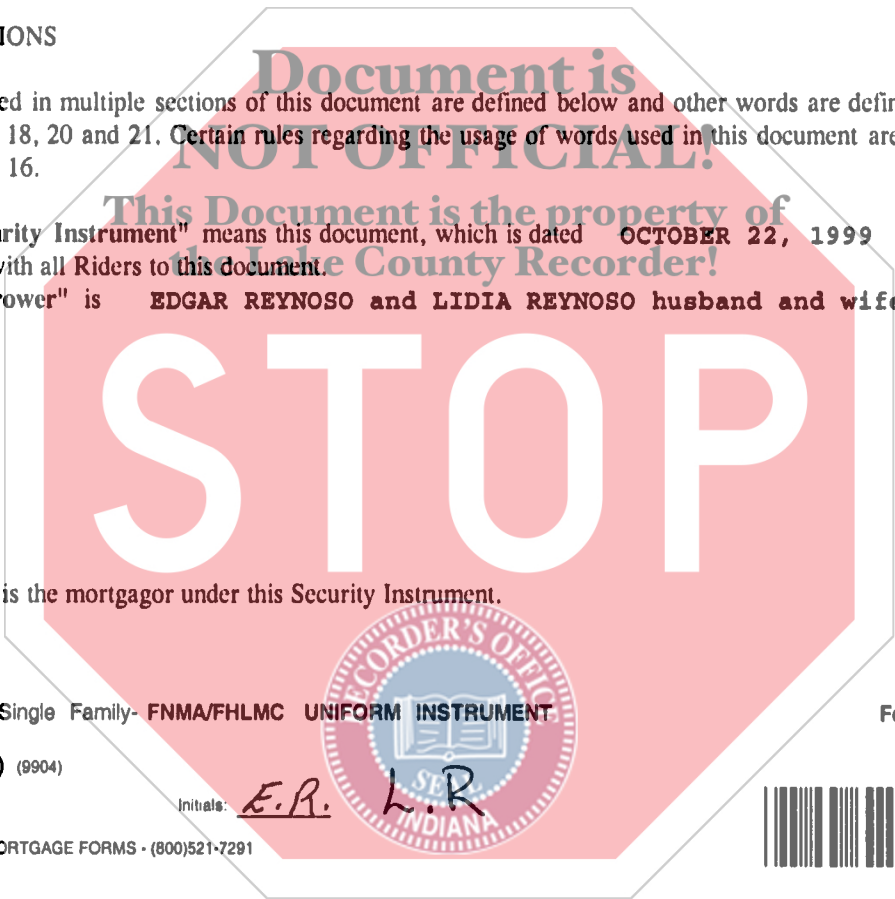 IONS
Document is
ed in multiple sections of this document are defined below and other words are defin
18, 20 and 21. Certain rules regarding the usage of words used in this document are
NOT OFFICIAL!
16.
This Document is the property of
rity Instrument" means this document, which is dated OCTOBER 22, 1999
the Lake County Recorder!
with all Riders to this document.
rower" is EDGAR REYNOSO and LIDIA REYNOSO husband and wife
STOP
is the mortgagor under this Security Instrument.
RECORDER'S OFFICE
Single Family- FNMA/FHLMC UNIFORM INSTRUMENT
Fo
) (9904)
SEAL
Initials: E.R. L.R
INDIANA
ORTGAGE FORMS - (800)521-7291